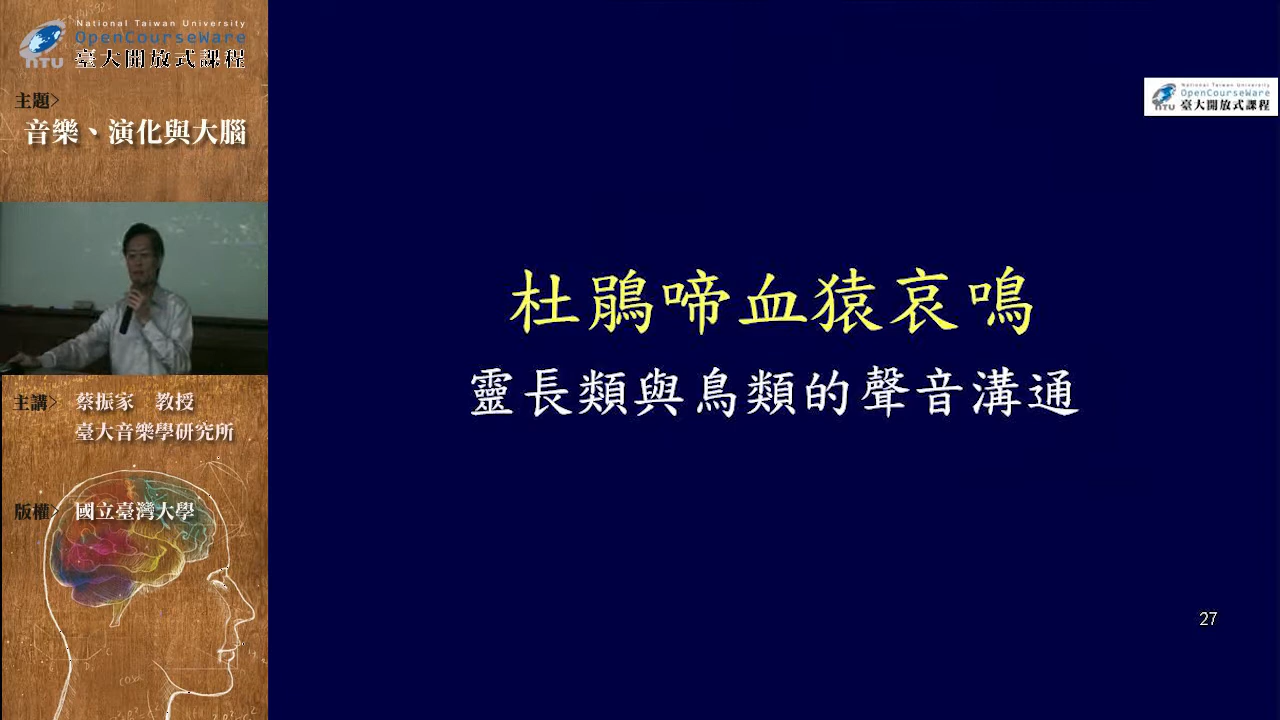 National Taiwan University
OpenCourseWare
NTU
臺大開放式課程
主題>
音樂、演化與大腦
主講> 蔡振家 教授
臺大音樂學研究所
版權> 國立臺灣大學
National Taiwan University
OpenCourseWare
NTU
臺大開放式課程
杜鵑啼血猿哀鳴
靈長類與鳥類的聲音溝通
27